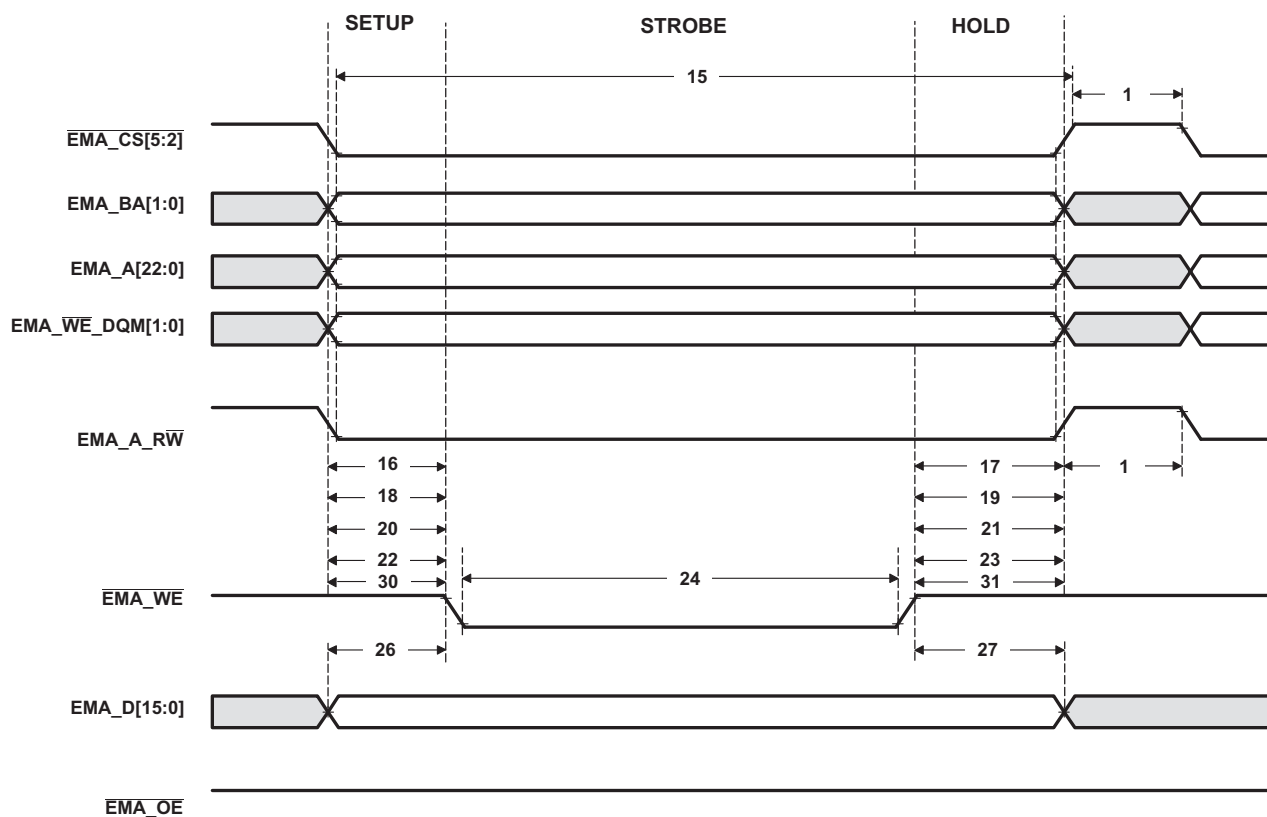 SETUP STROBE HOLD
15
1
EMA_CS[5:2]
EMA_BA[1:0]
EMA_A[22:0]
EMA_WE_DQM[1:0]
EMA_A_RW
16 17 1
18 19
20 21
22 23
24
30 31
EMA_WE
26 27
EMA_D[15:0]
EMA_OE